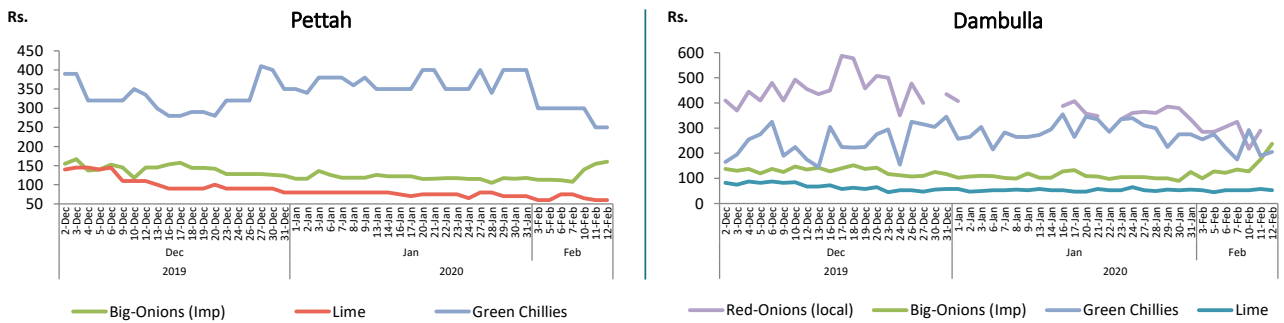 Rs.
Pettah
450
400
350
300
250
200
150
100
50
2-Dec
3-Dec
4-Dec
5-Dec
6-Dec
9-Dec
10-Dec
12-Dec
13-Dec
16-Dec
17-Dec
18-Dec
19-Dec
20-Dec
23-Dec
24-Dec
26-Dec
27-Dec
30-Dec
31-Dec
1-Jan
2-Jan
3-Jan
6-Jan
7-Jan
8-Jan
9-Jan
13-Jan
14-Jan
16-Jan
17-Jan
20-Jan
21-Jan
22-Jan
23-Jan
24-Jan
27-Jan
28-Jan
29-Jan
30-Jan
31-Jan
3-Feb
5-Feb
6-Feb
7-Feb
10-Feb
11-Feb
12-Feb
Dec Jan Feb
2019 2020
Big-Onions (Imp) Lime Green Chillies
Rs.
Dambulla
600
500
400
300
200
100
0
2-Dec
3-Dec
4-Dec
5-Dec
6-Dec
9-Dec
10-Dec
12-Dec
13-Dec
16-Dec
17-Dec
18-Dec
19-Dec
20-Dec
23-Dec
24-Dec
26-Dec
27-Dec
30-Dec
31-Dec
1-Jan
2-Jan
3-Jan
6-Jan
7-Jan
8-Jan
9-Jan
13-Jan
14-Jan
16-Jan
17-Jan
20-Jan
21-Jan
22-Jan
23-Jan
24-Jan
27-Jan
28-Jan
29-Jan
30-Jan
31-Jan
3-Feb
5-Feb
6-Feb
7-Feb
10-Feb
11-Feb
12-Feb
Dec Jan Feb
2019 2020
Red-Onions (local) Big-Onions (Imp) Green Chillies Lime